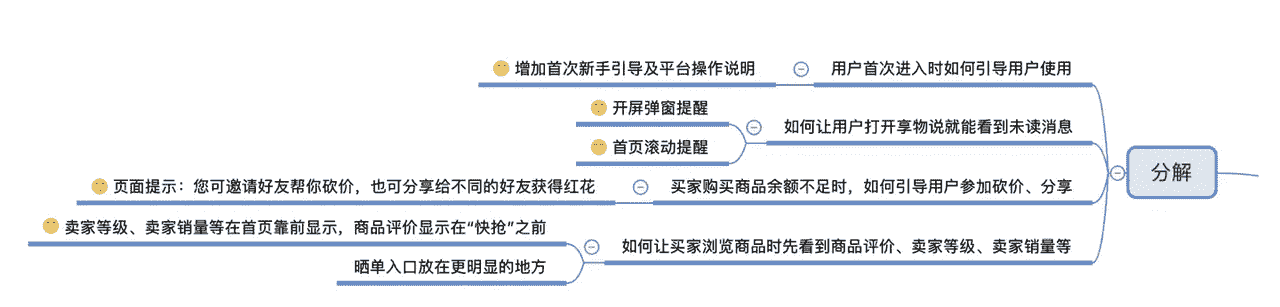 增加首次新手引导及平台操作说明
用户首次进入时如何引导用户使用
开屏弹窗提醒
首页滚动提醒
如何让用户打开享物说就能看到未读消息
页面提示：您可邀请好友帮你砍价，也可分享给不同的好友获得红花
买家购买商品余额不足时，如何引导用户参加砍价、分享
卖家等级、卖家销量等在首页靠前显示，商品评价显示在“快抢”之前
晒单入口放在更明显的地方
如何让买家浏览商品时先看到商品评价、卖家等级、卖家销量等
分解